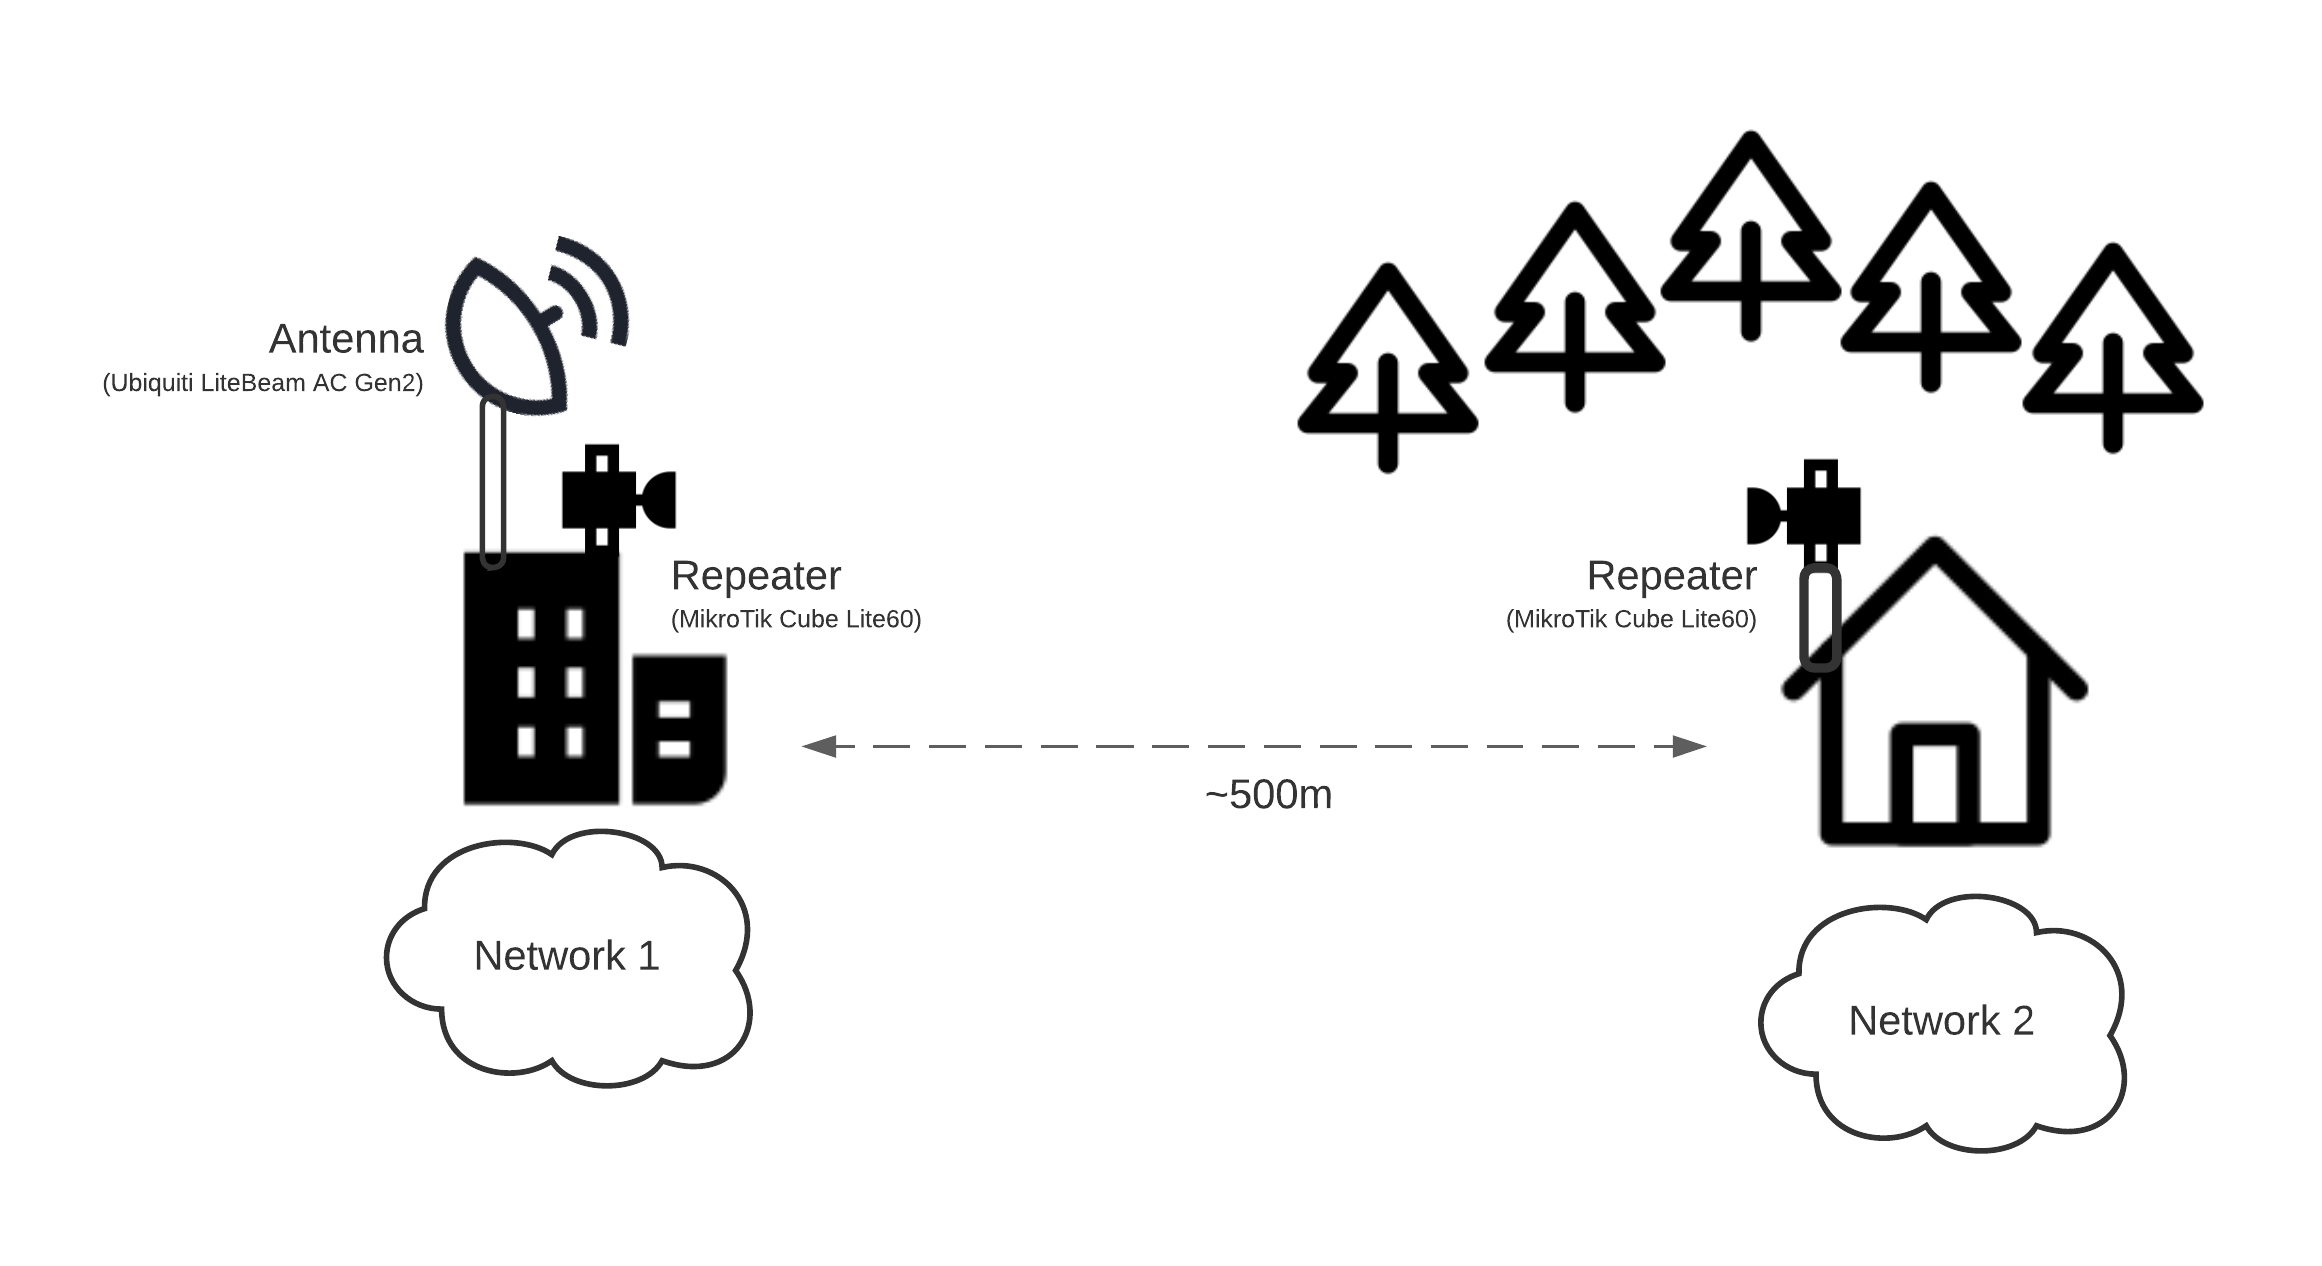 Antenna
(Ubiquiti LiteBeam AC Gen2)
Repeater
(MikroTik Cube Lite60)
Repeater
(MikroTik Cube Lite60)
~500m
Network 1
Network 2